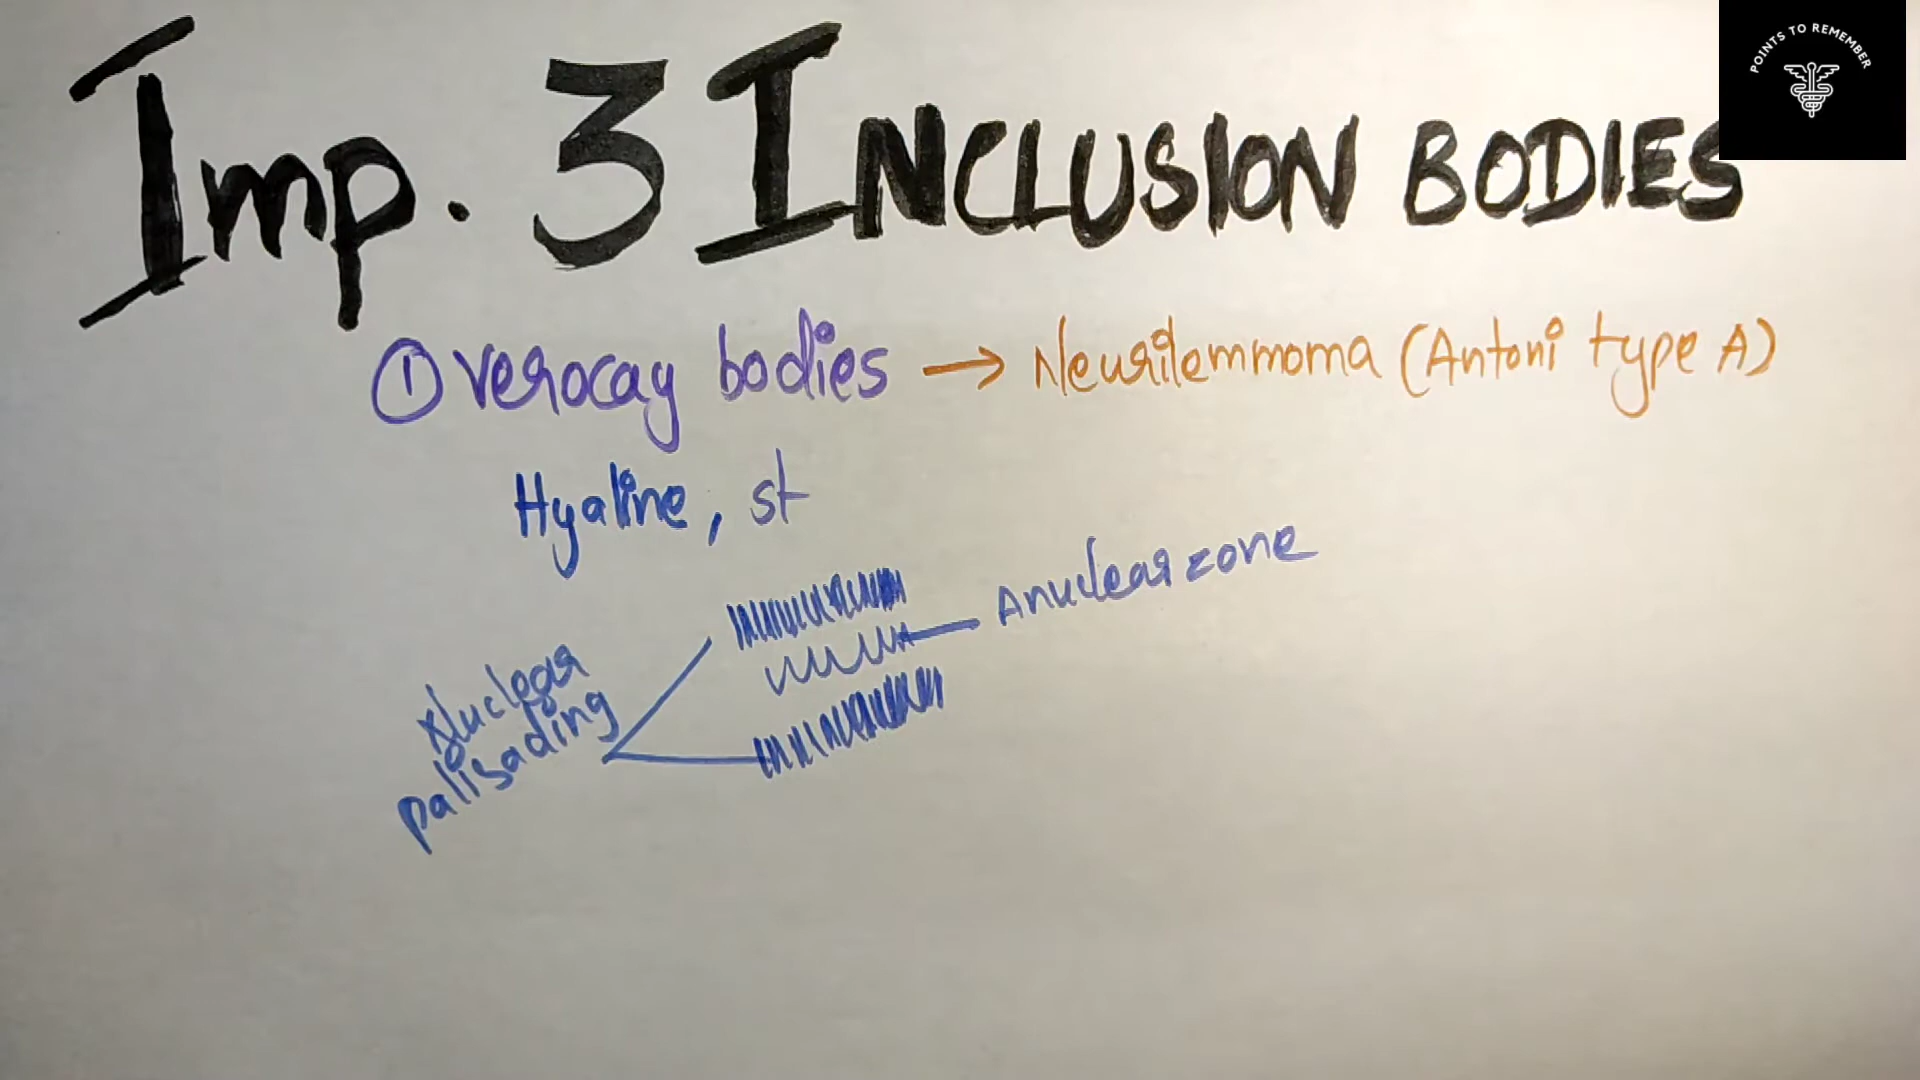 POINTS TO REMEMBER
Imp. 3 INCLUSION BODIES
① Verocay bodies → Neurilemmoma (Antoni type A)
Hyaline, st
Anuclear zone
Nuclear
palisading